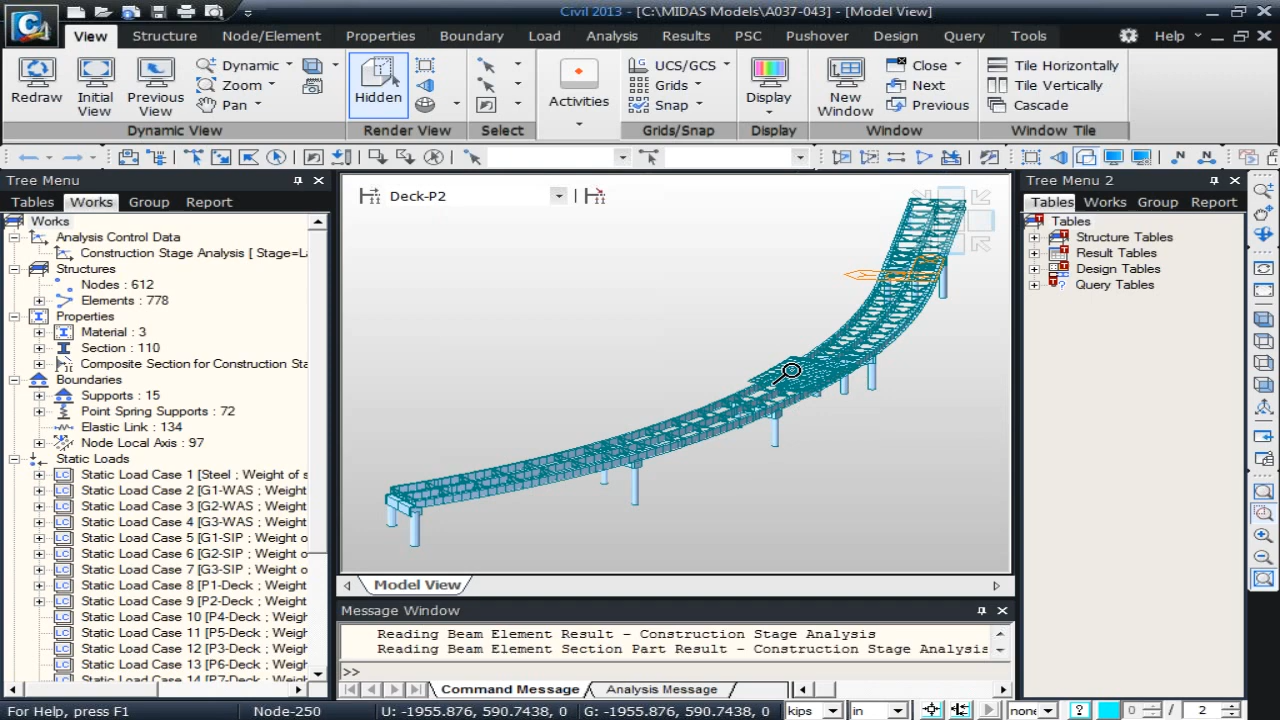 Civil 2013 - [C:\MIDAS Models\A037-043] - [Model View]
View Structure Node/Element Properties Boundary Load Analysis Results PSC Pushover Design Query Tools Help
Redraw
Initial View
Previous View
Dynamic
Zoom
Pan
Dynamic View
Hidden
Render View
Select
Activities
UCS/GCS
Grids
Snap
Grids/Snap
Display
Display
New Window
Close
Next
Previous
Window
Tile Horizontally
Tile Vertically
Cascade
Window Tile
Tree Menu
Tables Works Group Report
Works
Analysis Control Data
Construction Stage Analysis [ Stage=La
Structures
Nodes : 612
Elements : 778
Properties
Material : 3
Section : 110
Composite Section for Construction Sta
Boundaries
Supports : 15
Point Spring Supports : 72
Elastic Link : 134
Node Local Axis : 97
Static Loads
Static Load Case 1 [Steel ; Weight of s
Static Load Case 2 [G1-WAS ; Weight
Static Load Case 3 [G2-WAS ; Weight
Static Load Case 4 [G3-WAS ; Weight
Static Load Case 5 [G1-SIP ; Weight o
Static Load Case 6 [G2-SIP ; Weight o
Static Load Case 7 [G3-SIP ; Weight o
Static Load Case 8 [P1-Deck ; Weight
Static Load Case 9 [P2-Deck ; Weight
Static Load Case 10 [P4-Deck ; Weigh
Static Load Case 11 [P5-Deck ; Weigh
Static Load Case 12 [P3-Deck ; Weigh
Static Load Case 13 [P6-Deck ; Weigh
Static Load Case 14 [P7-Deck ; Weigh
Deck-P2
Model View
Message Window
Reading Beam Element Result - Construction Stage Analysis
Reading Beam Element Section Part Result - Construction Stage Analysis
>>
Command Message Analysis Message
Tree Menu 2
Tables Works Group Report
Tables
Structure Tables
Result Tables
Design Tables
Query Tables
For Help, press F1 Node-250 U: -1955.876, 590.7438, 0 G: -1955.876, 590.7438, 0 kips in none ? 0 / 2